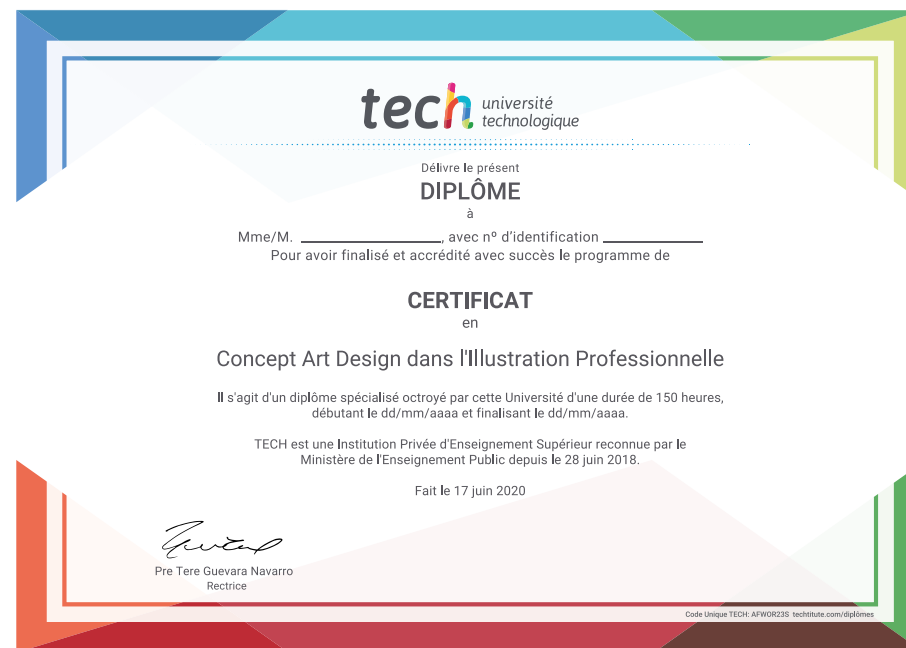 tech université
technologique
Délivre le présent
DIPLÔME
à
Mme/M. ____________________, avec nº d'identification ______________
Pour avoir finalisé et accrédité avec succès le programme de
CERTIFICAT
en
Concept Art Design dans l'Illustration Professionnelle
Il s'agit d'un diplôme spécialisé octroyé par cette Université d'une durée de 150 heures,
débutant le dd/mm/aaaa et finalisant le dd/mm/aaaa.
TECH est une Institution Privée d'Enseignement Supérieur reconnue par le
Ministère de l'Enseignement Public depuis le 28 juin 2018.
Fait le 17 juin 2020
Pre Tere Guevara Navarro
Rectrice
Code Unique TECH: AFWOR23S techtitute.com/diplômes